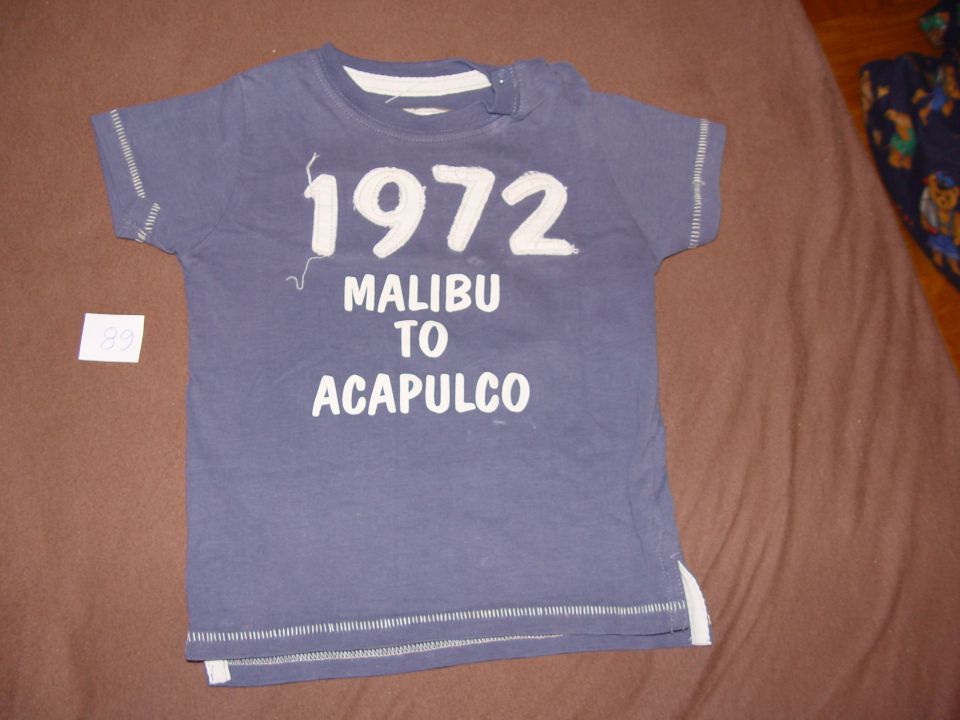 1972
MALIBU
TO
ACAPULCO
89